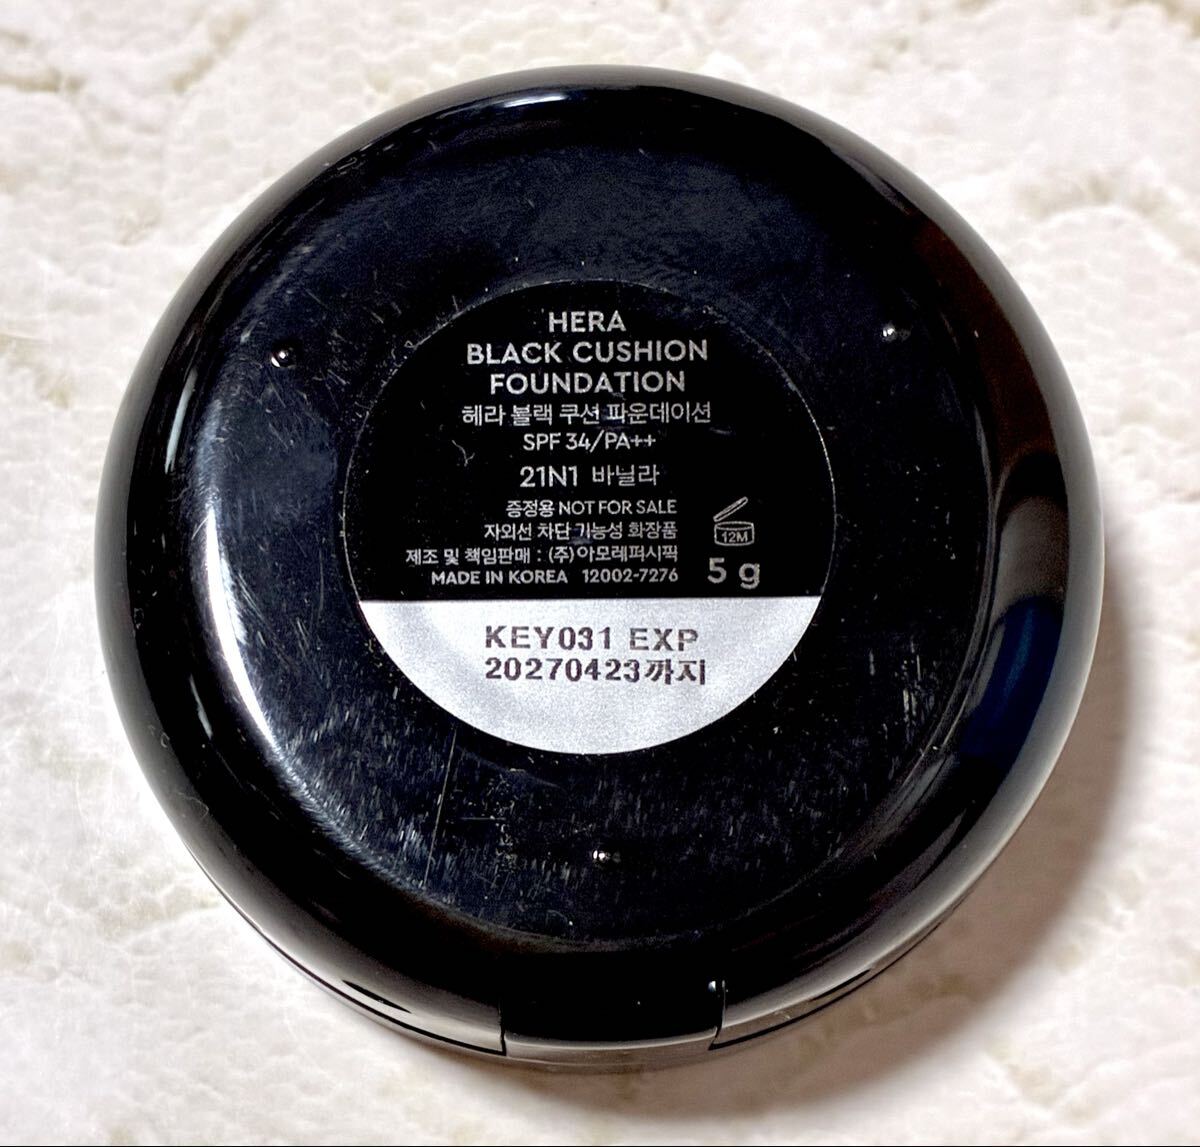 HERA
BLACK CUSHION
FOUNDATION
헤라 블랙 쿠션 파운데이션
SPF 34/PA++
21N1 바닐라
증정용 NOT FOR SALE
자외선 차단 기능성 화장품
제조 및 책임판매 : (주)아모레퍼시픽
MADE IN KOREA 12002-7276
12M
5 g
KEY031 EXP
20270423까지